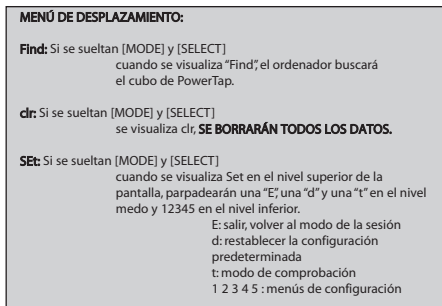 MENÚ DE DESPLAZAMIENTO:
Find: Si se sueltan [MODE] y [SELECT]
cuando se visualiza “Find”, el ordenador buscará
el cubo de PowerTap.
clr: Si se sueltan [MODE] y [SELECT]
se visualiza clr, SE BORRARÁN TODOS LOS DATOS.
SEt: Si se sueltan [MODE] y [SELECT]
cuando se visualiza Set en el nivel superior de la
pantalla, parpadearán una “E”, una “d” y una “t” en el nivel
medo y 12345 en el nivel inferior.
E: salir, volver al modo de la sesión
d: restablecer la configuración
predeterminada
t: modo de comprobación
1 2 3 4 5 : menús de configuración